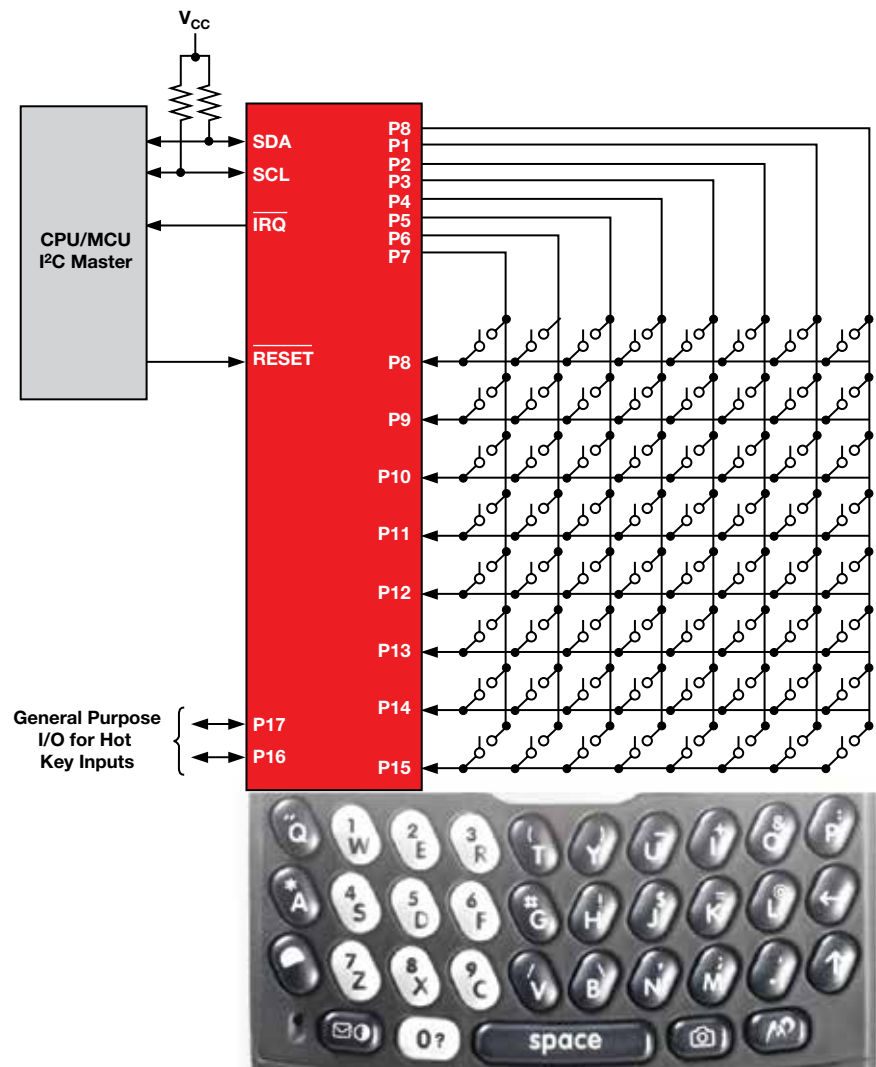 VCC
SDA
SCL
IRQ
RESET
CPU/MCU
I²C Master
P8
P1
P2
P3
P4
P5
P6
P7
P8
P9
P10
P11
P12
P13
P14
P15
General Purpose
I/O for Hot
Key Inputs
P17
P16
Q 1 W 2 E 3 R ( T ) Y U + I & O : P
* A 4 S 5 D 6 F # G ! H $ J K @ L ←
7 Z 8 X 9 C / V \ B N M ↑
0 ? space